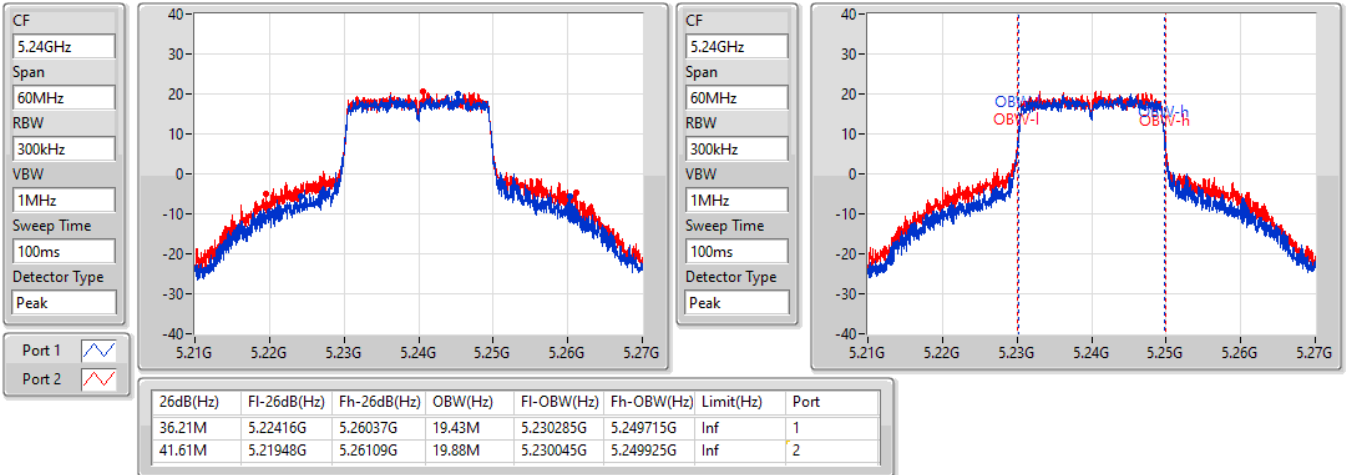 CF
5.24GHz
Span
60MHz
RBW
300kHz
VBW
1MHz
Sweep Time
100ms
Detector Type
Peak
Port 1
Port 2
40
30
20
10
0
-10
-20
-30
-40
5.21G 5.22G 5.23G 5.24G 5.25G 5.26G 5.27G
CF
5.24GHz
Span
60MHz
RBW
300kHz
VBW
1MHz
Sweep Time
100ms
Detector Type
Peak
40
30
20
10
0
-10
-20
-30
-40
OBW-l
OBW-h
OBW-h
5.21G 5.22G 5.23G 5.24G 5.25G 5.26G 5.27G
26dB(Hz) Fl-26dB(Hz) Fh-26dB(Hz) OBW(Hz) Fl-OBW(Hz) Fh-OBW(Hz) Limit(Hz) Port
36.21M 5.22416G 5.26037G 19.43M 5.230285G 5.249715G Inf 1
41.61M 5.21948G 5.26109G 19.88M 5.230045G 5.249925G Inf 2